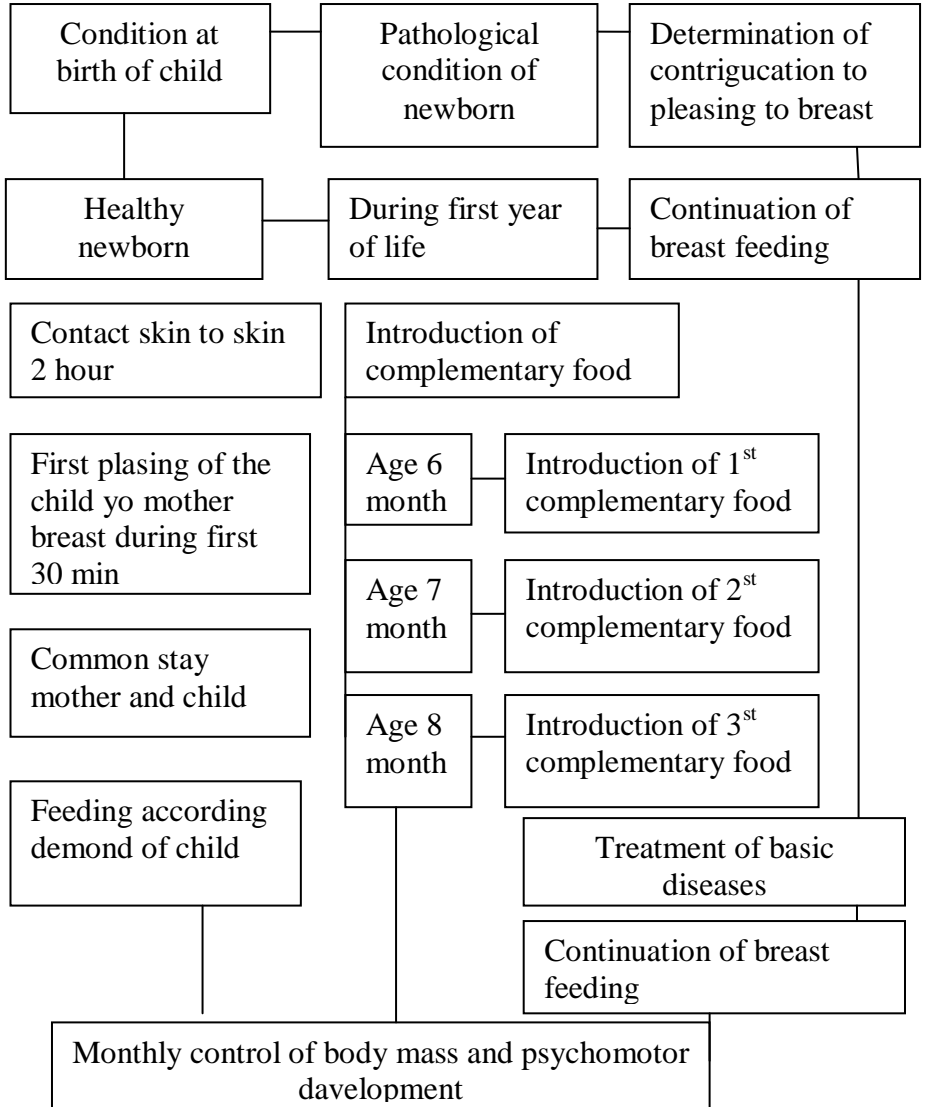 Condition at
birth of child
Pathological
condition of
newborn
Determination of
contrigucation to
pleasing to breast
Healthy
newborn
During first year
of life
Continuation of
breast feeding
Contact skin to skin
2 hour
Introduction of
complementary food
First plasing of the
child yo mother
breast during first
30 min
Age 6
month
Introduction of 1st
complementary food
Age 7
month
Introduction of 2st
complementary food
Common stay
mother and child
Age 8
month
Introduction of 3st
complementary food
Feeding according
demond of child
Treatment of basic
diseases
Continuation of breast
feeding
Monthly control of body mass and psychomotor
davelopment